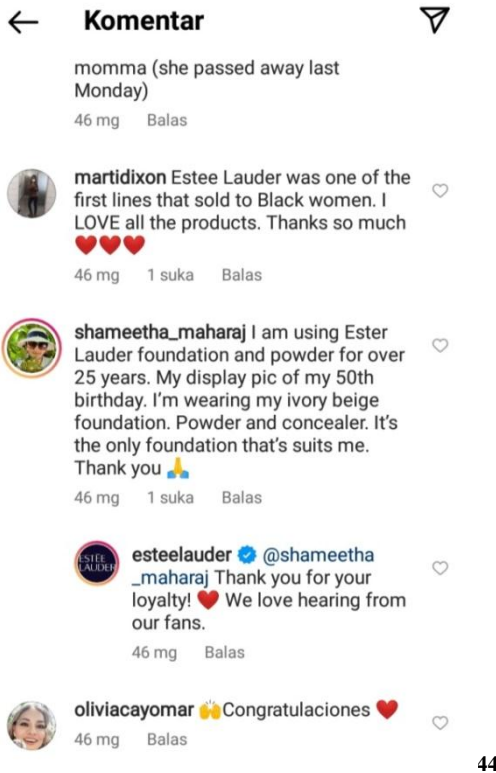 Komentar
momma (she passed away last
Monday)
46 mg Balas
martidixon Estee Lauder was one of the
first lines that sold to Black women. I
LOVE all the products. Thanks so much
❤️❤️❤️
46 mg 1 suka Balas
shameetha_maharaj I am using Ester
Lauder foundation and powder for over
25 years. My display pic of my 50th
birthday. I'm wearing my ivory beige
foundation. Powder and concealer. It's
the only foundation that's suits me.
Thank you 🙏
46 mg 1 suka Balas
ESTĒE
LAUDER
esteelauder @shameetha
_maharaj Thank you for your
loyalty! ❤️ We love hearing from
our fans.
46 mg Balas
oliviacayomar 🙌Congratulaciones ❤️
46 mg Balas
44